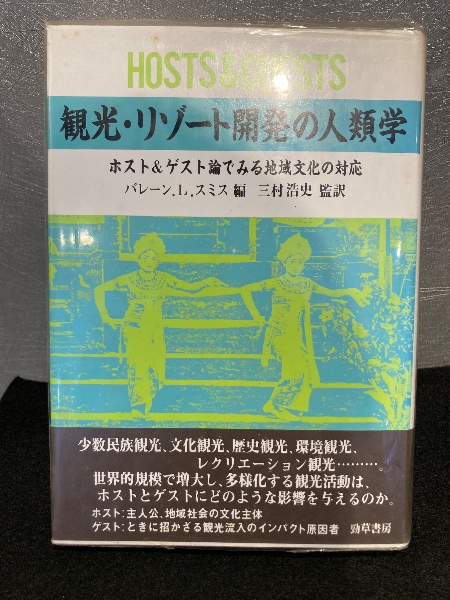 HOSTS & GUESTS
観光・リゾート開発の人類学
ホスト&ゲスト論でみる地域文化の対応
バレーン.L.スミス 編 三村浩史 監訳
少数民族観光、文化観光、歴史観光、環境観光、
レクリエーション観光………。
世界的規模で増大し、多様化する観光活動は、
ホストとゲストにどのような影響を与えるのか。
ホスト:主人公、地域社会の文化主体
ゲスト:ときに招かざる観光流入のインパクト原因者 勁草書房